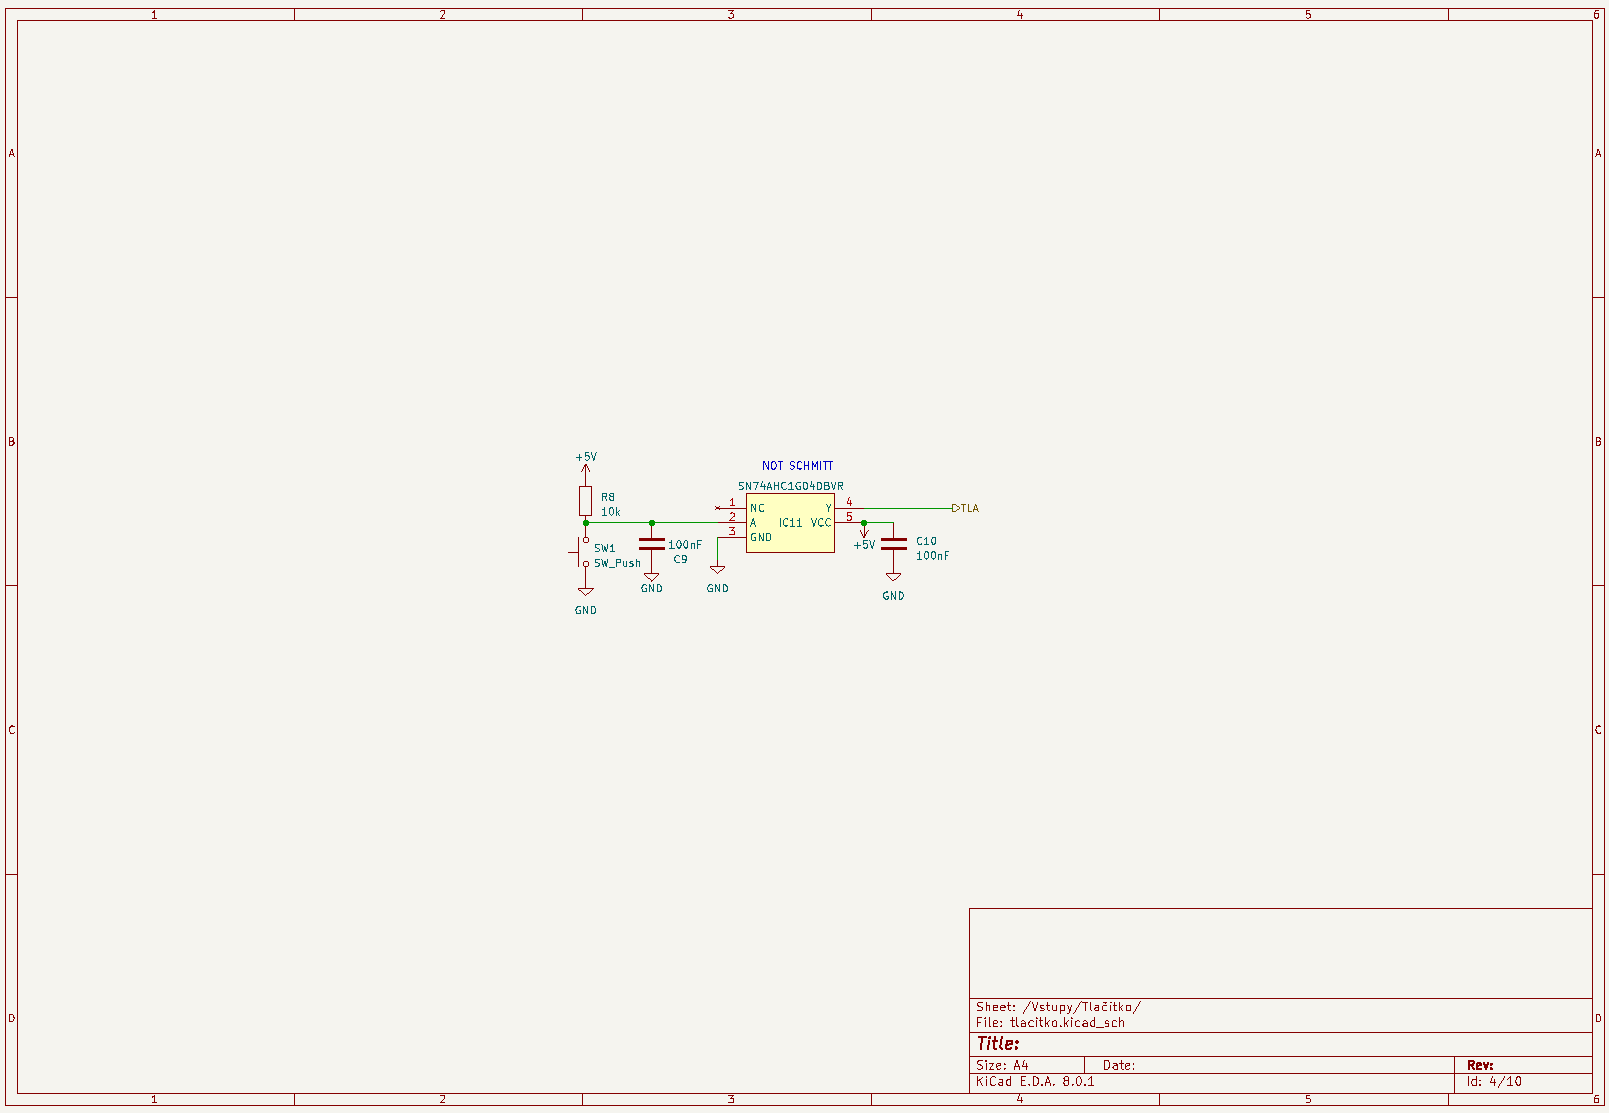 1 2 3 4 5 6
A A
B B
C C
D D
+5V
R8
10k
SW1
SW_Push
GND
100nF
C9
GND
NOT SCHMITT
SN74AHC1G04DBVR
1 NC
2 A
3 GND
IC11
Y 4
VCC 5
GND
TLA
+5V
C10
100nF
GND
Sheet: /Vstupy/Tlačítko/
File: tlacitko.kicad_sch
Title:
Size: A4
Date:
Rev:
KiCad E.D.A. 8.0.1
Id: 4/10
1 2 3 4 5 6